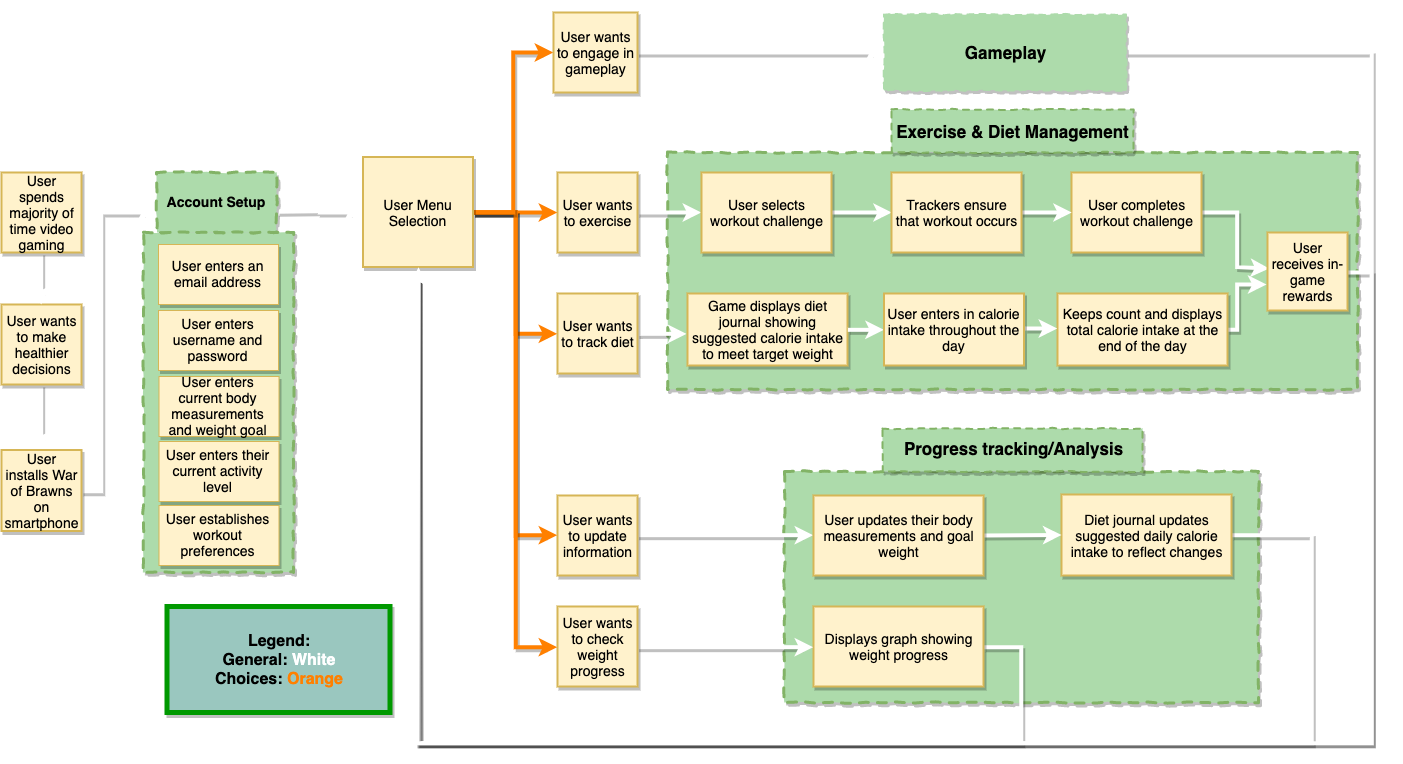 User
spends
majority of
time video
gaming
User wants
to make
healthier
decisions
User
installs War
of Brawns
on
smartphone
Account Setup
User enters an
email address
User enters
username and
password
User enters
current body
measurements
and weight goal
User enters their
current activity
level
User establishes
workout
preferences
Legend:
General: White
Choices: Orange
User Menu
Selection
User wants
to engage in
gameplay
Gameplay
Exercise & Diet Management
User wants
to exercise
User selects
workout challenge
Trackers ensure
that workout occurs
User completes
workout challenge
User
receives in-
game
rewards
User wants
to track diet
Game displays diet
journal showing
suggested calorie intake
to meet target weight
User enters in calorie
intake throughout the
day
Keeps count and displays
total calorie intake at the
end of the day
Progress tracking/Analysis
User wants
to update
information
User updates their body
measurements and goal
weight
Diet journal updates
suggested daily calorie
intake to reflect changes
User wants
to check
weight
progress
Displays graph showing
weight progress